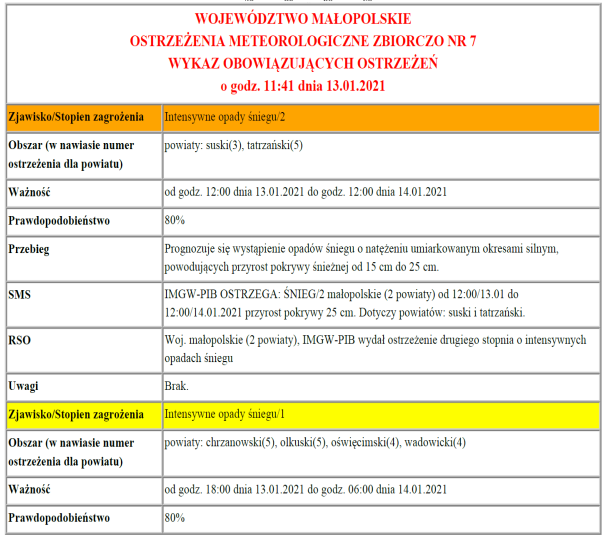 WOJEWÓDZTWO MAŁOPOLSKIE
OSTRZEŻENIA METEOROLOGICZNE ZBIORCZO NR 7
WYKAZ OBOWIĄZUJĄCYCH OSTRZEŻEŃ
o godz. 11:41 dnia 13.01.2021
Zjawisko/Stopien zagrożenia Intensywne opady śniegu/2
Obszar (w nawiasie numer powiaty: suski(3), tatrzański(5)
ostrzeżenia dla powiatu)
Ważność od godz. 12:00 dnia 13.01.2021 do godz. 12:00 dnia 14.01.2021
Prawdopodobieństwo 80%
Przebieg Prognozuje się wystąpienie opadów śniegu o natężeniu umiarkowanym okresami silnym,
powodujących przyrost pokrywy śnieżnej od 15 cm do 25 cm.
SMS IMGW-PIB OSTRZEGA: ŚNIEG/2 małopolskie (2 powiaty) od 12:00/13.01 do
12:00/14.01.2021 przyrost pokrywy 25 cm. Dotyczy powiatów: suski i tatrzański.
RSO Woj. małopolskie (2 powiaty), IMGW-PIB wydał ostrzeżenie drugiego stopnia o intensywnych
opadach śniegu
Uwagi Brak.
Zjawisko/Stopien zagrożenia Intensywne opady śniegu/1
Obszar (w nawiasie numer powiaty: chrzanowski(5), olkuski(5), oświęcimski(4), wadowicki(4)
ostrzeżenia dla powiatu)
Ważność od godz. 18:00 dnia 13.01.2021 do godz. 06:00 dnia 14.01.2021
Prawdopodobieństwo 80%